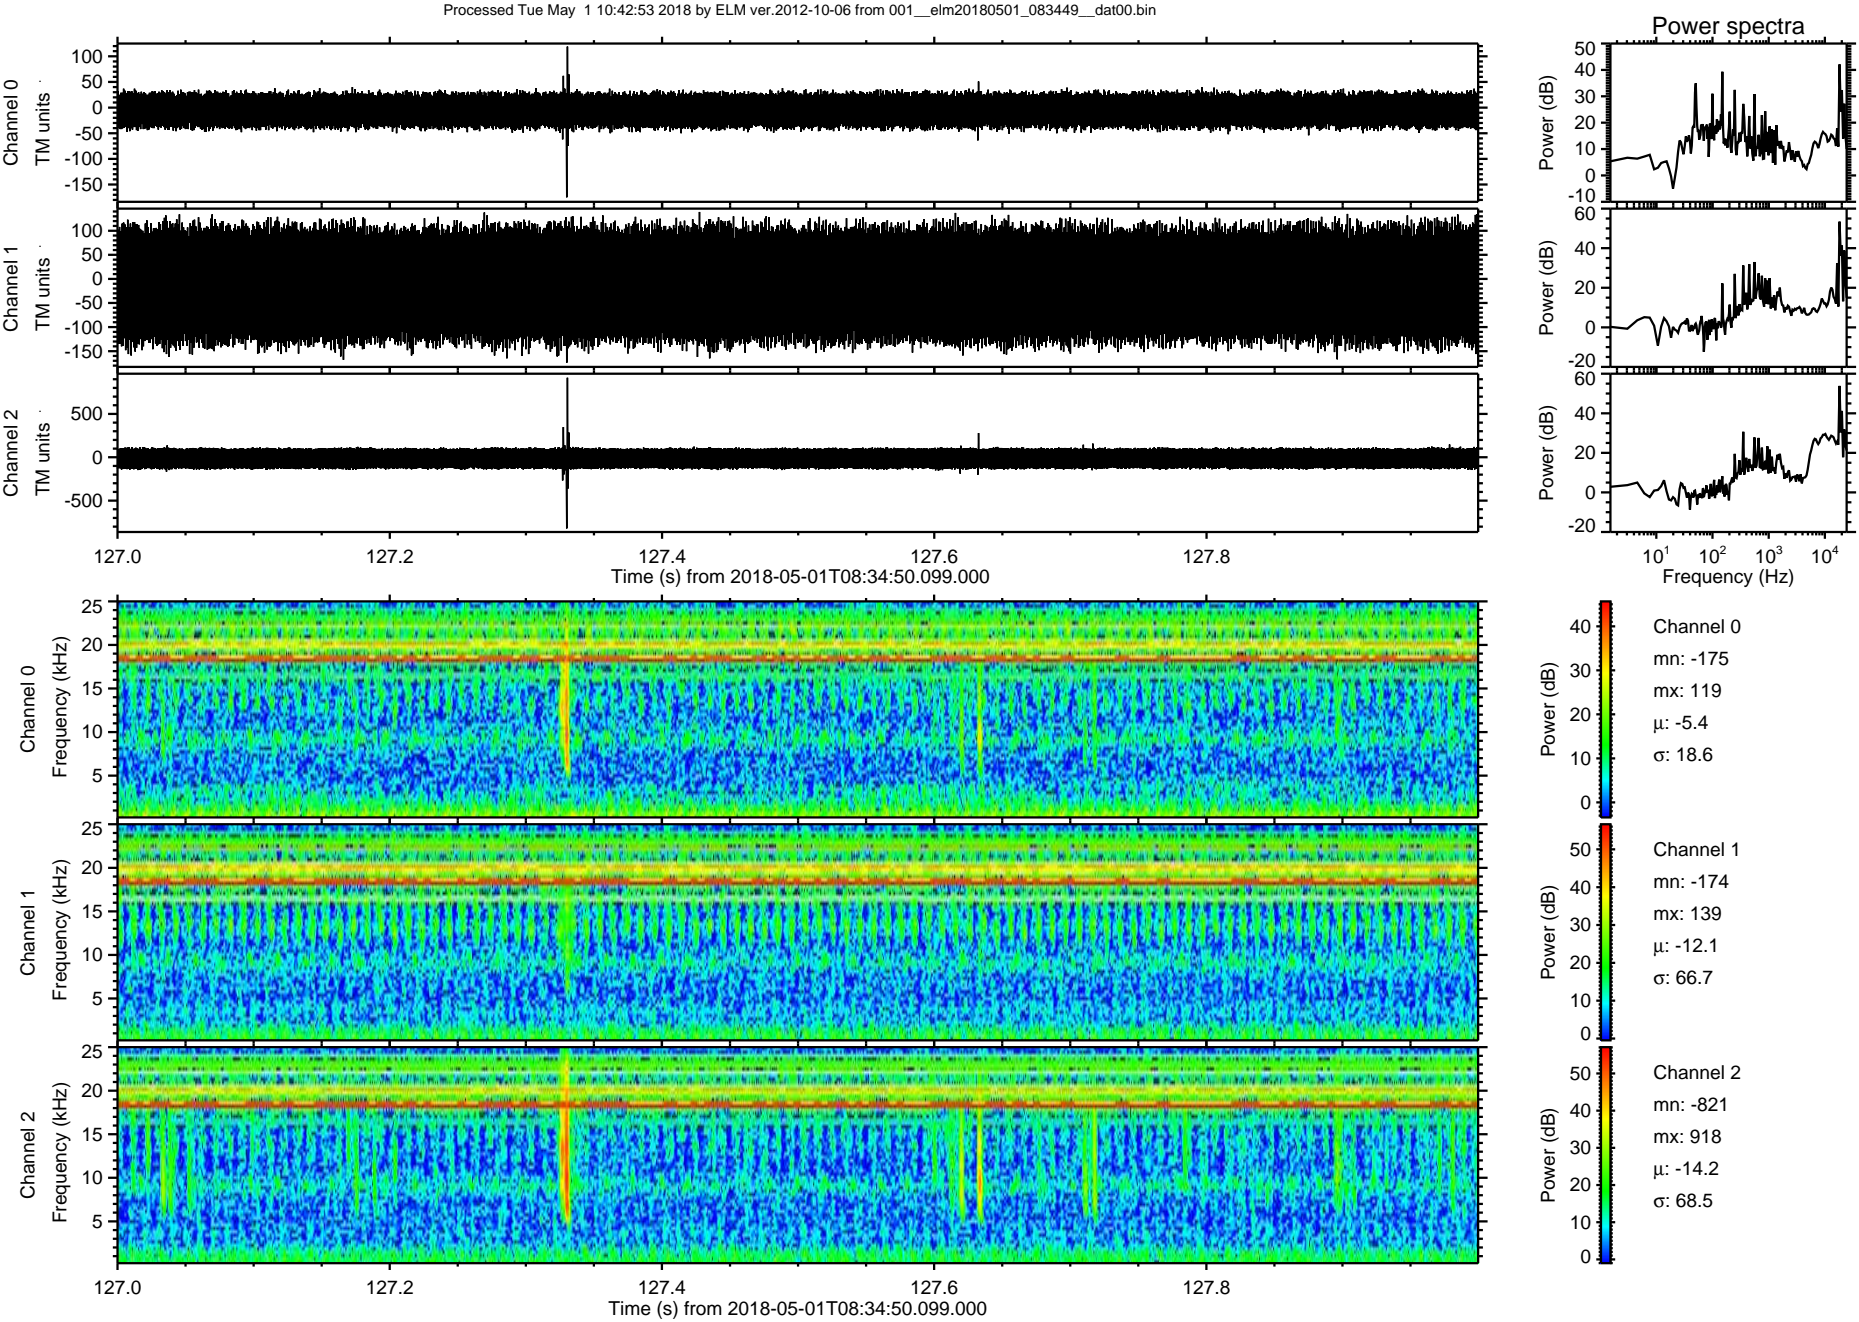 Processed Tue May  1 10:42:53 2018 by ELM ver.2012-10-06 from 001__elm20180501_083449__dat00.bin
Power spectra
Channel 0
TM units
100
50
0
-50
-100
-150
Power (dB)
50
40
30
20
10
0
-10
Channel 1
TM units
100
50
0
-50
-100
-150
Power (dB)
60
40
20
0
-20
Channel 2
TM units
500
0
-500
Power (dB)
60
40
20
0
-20
127.0 127.2 127.4 127.6 127.8
Time (s) from 2018-05-01T08:34:50.099.000
10¹ 10² 10³ 10⁴
Frequency (Hz)
Channel 0
Frequency (kHz)
25
20
15
10
5
Power (dB)
40
30
20
10
0
Channel 0
mn: -175
mx: 119
μ: -5.4
σ: 18.6
Channel 1
Frequency (kHz)
25
20
15
10
5
Power (dB)
50
40
30
20
10
0
Channel 1
mn: -174
mx: 139
μ: -12.1
σ: 66.7
Channel 2
Frequency (kHz)
25
20
15
10
5
Power (dB)
50
40
30
20
10
0
Channel 2
mn: -821
mx: 918
μ: -14.2
σ: 68.5
127.0 127.2 127.4 127.6 127.8
Time (s) from 2018-05-01T08:34:50.099.000